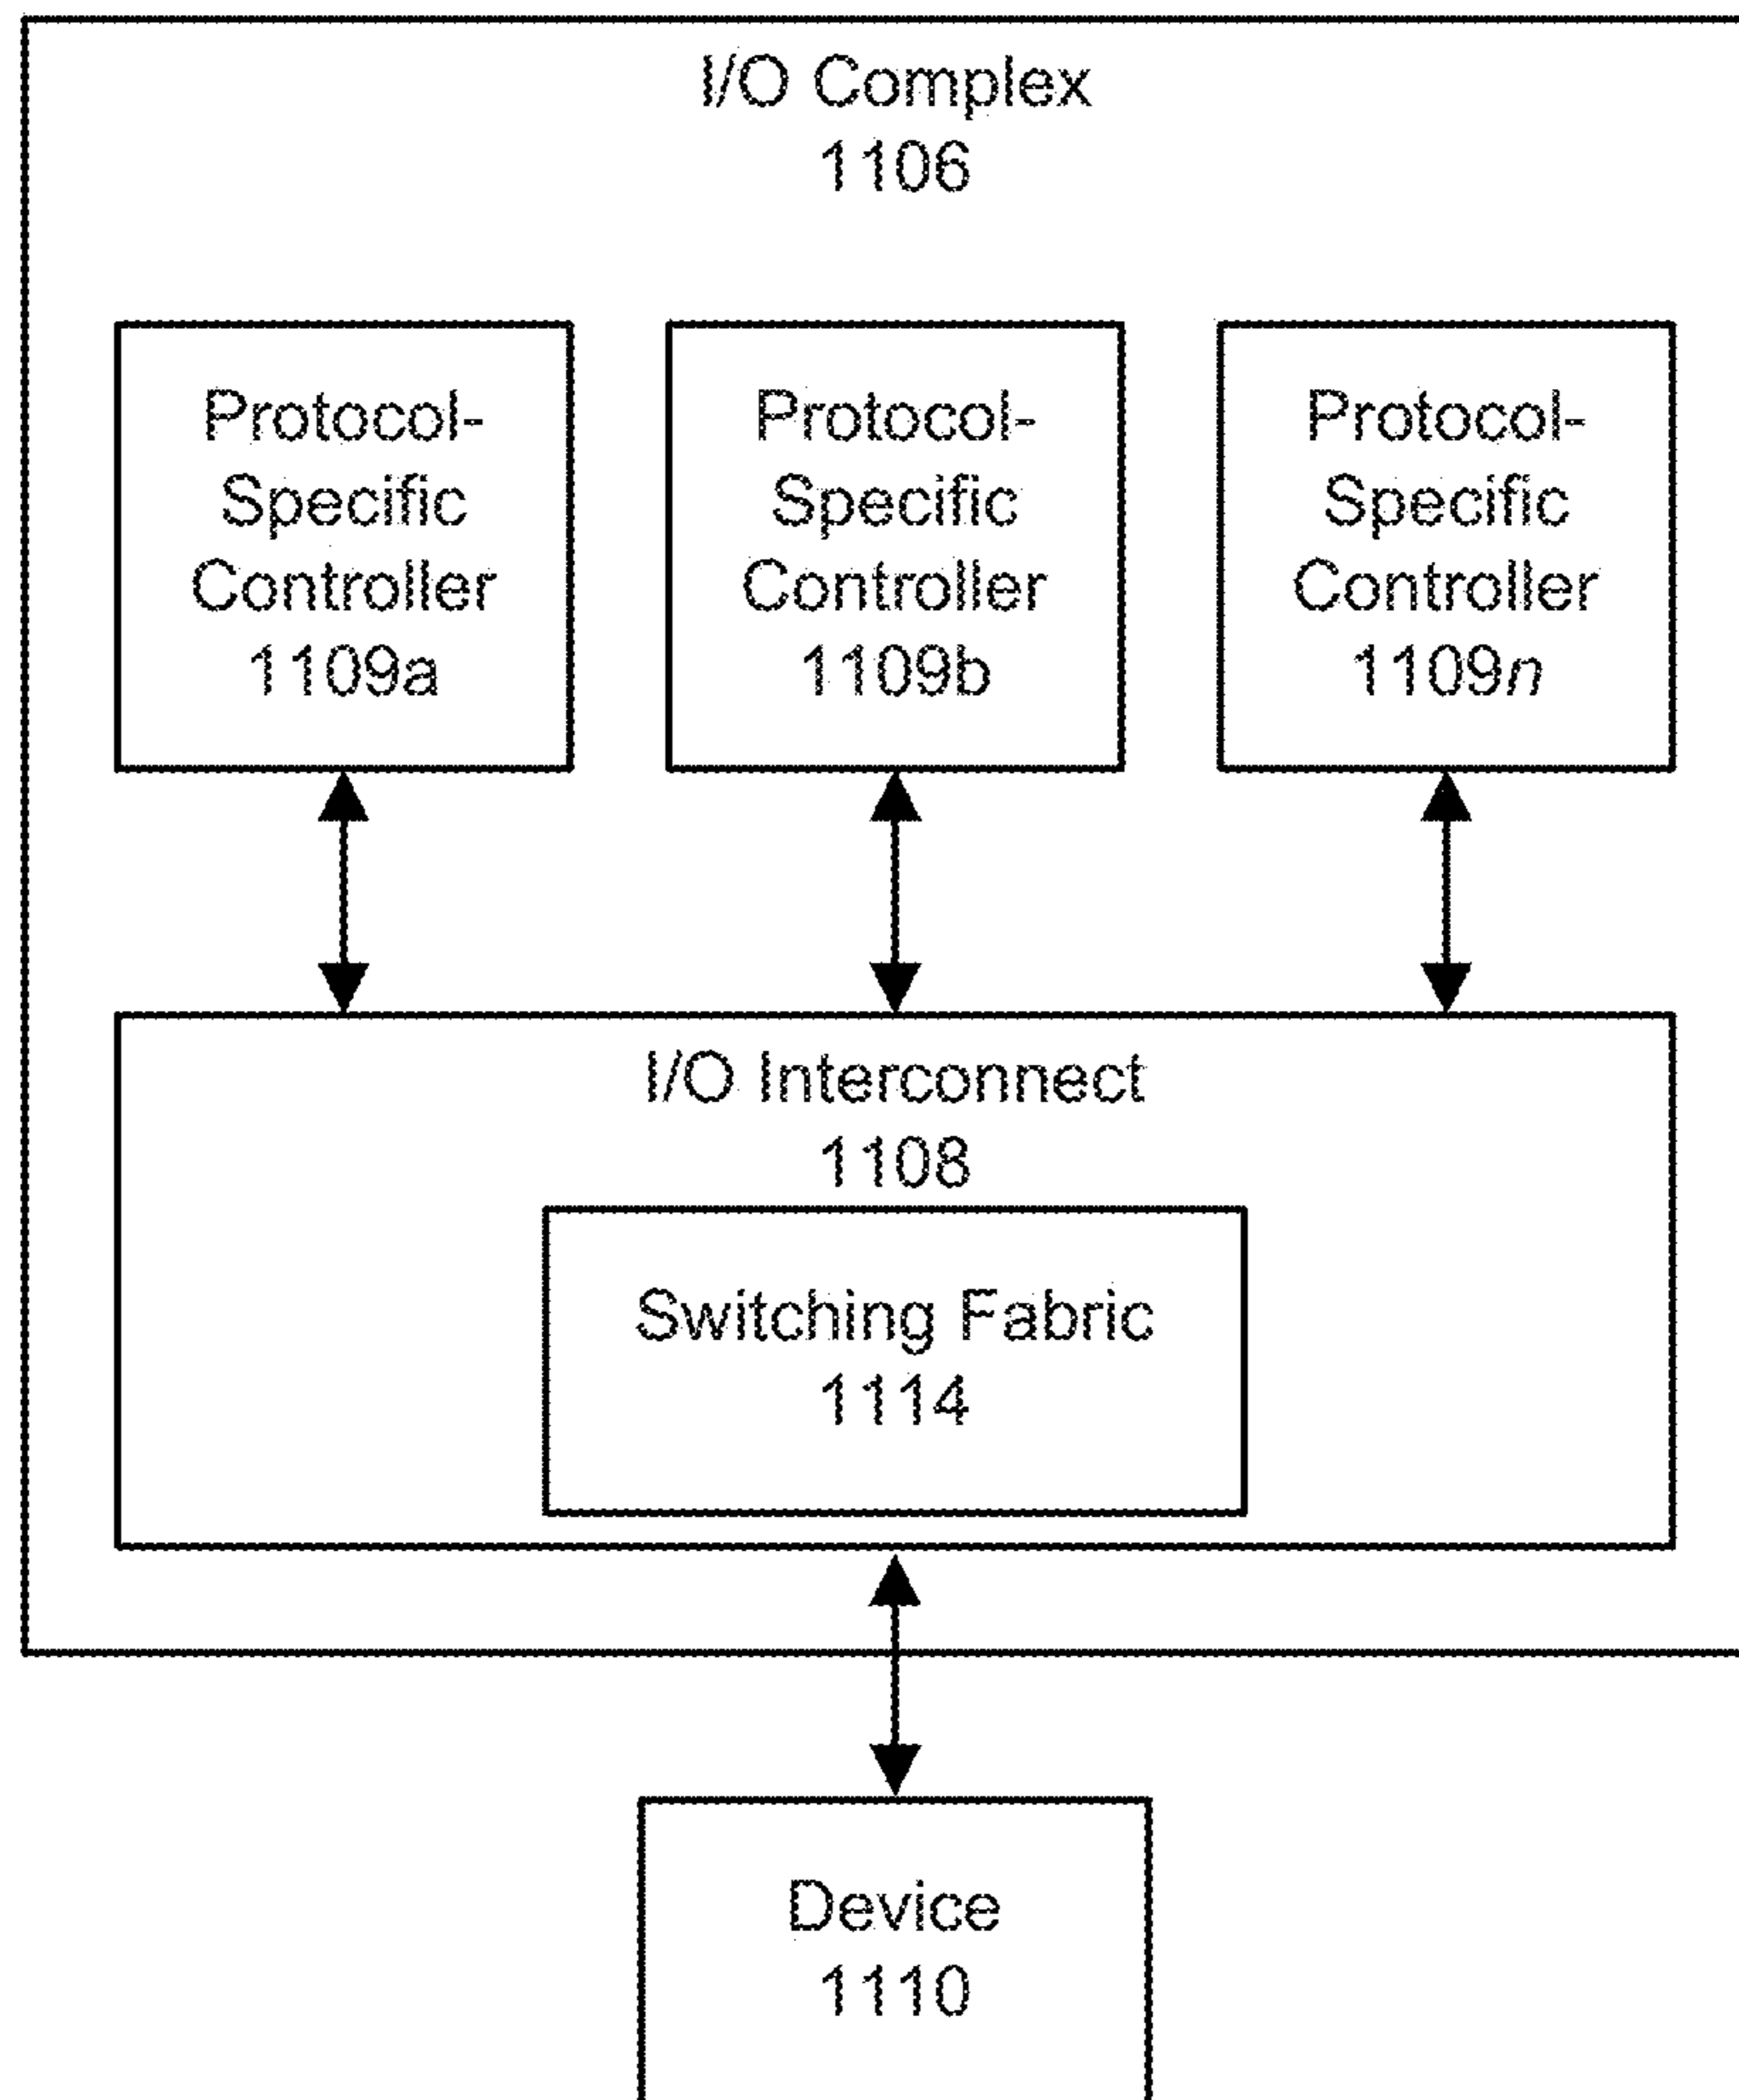 I/O Complex
1106
Protocol-
Specific
Controller
1109a
Protocol-
Specific
Controller
1109b
Protocol-
Specific
Controller
1109n
I/O Interconnect
1108
Switching Fabric
1114
Device
1110